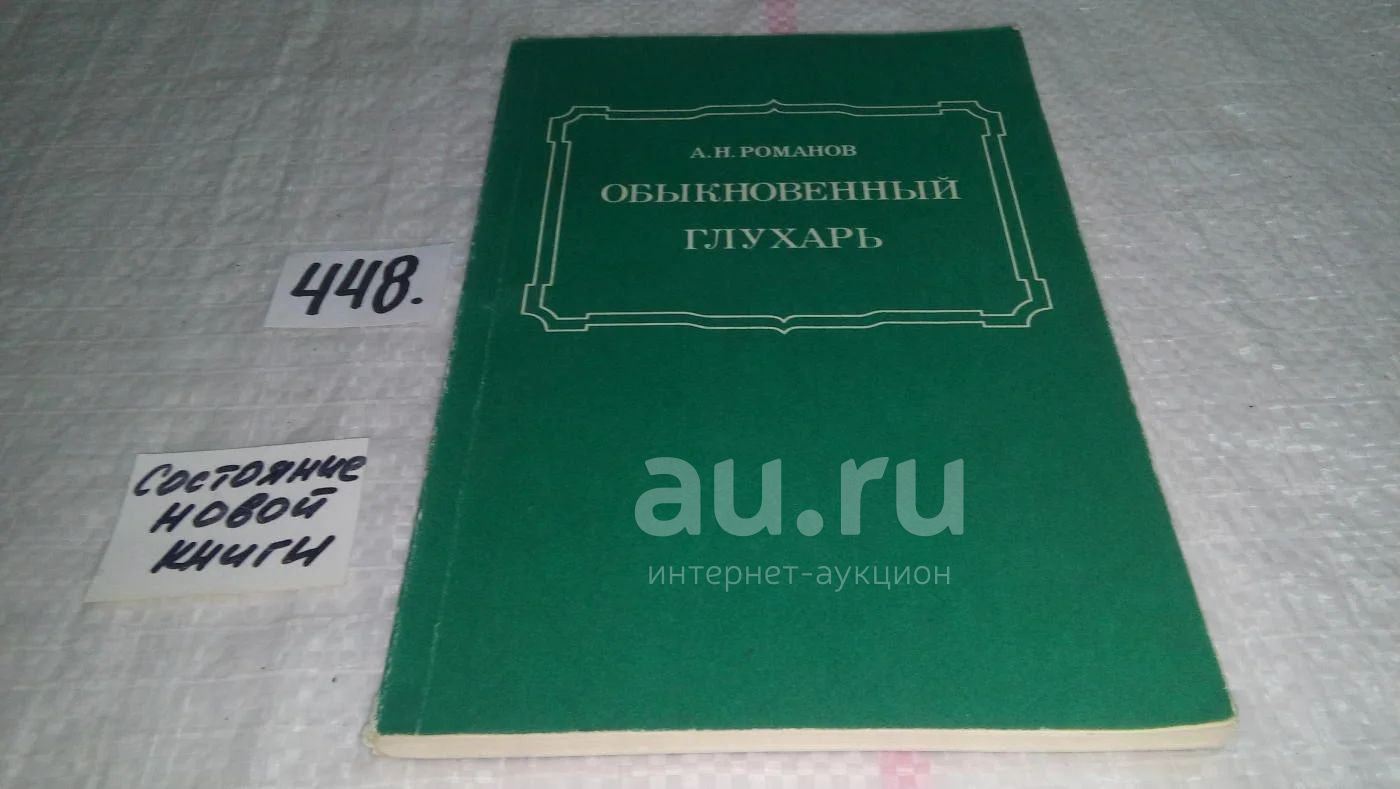 А.Н. РОМАНОВ
ОБЫКНОВЕННЫЙ
ГЛУХАРЬ
448.
Состояние
новой
книги
au.ru
интернет-аукцион